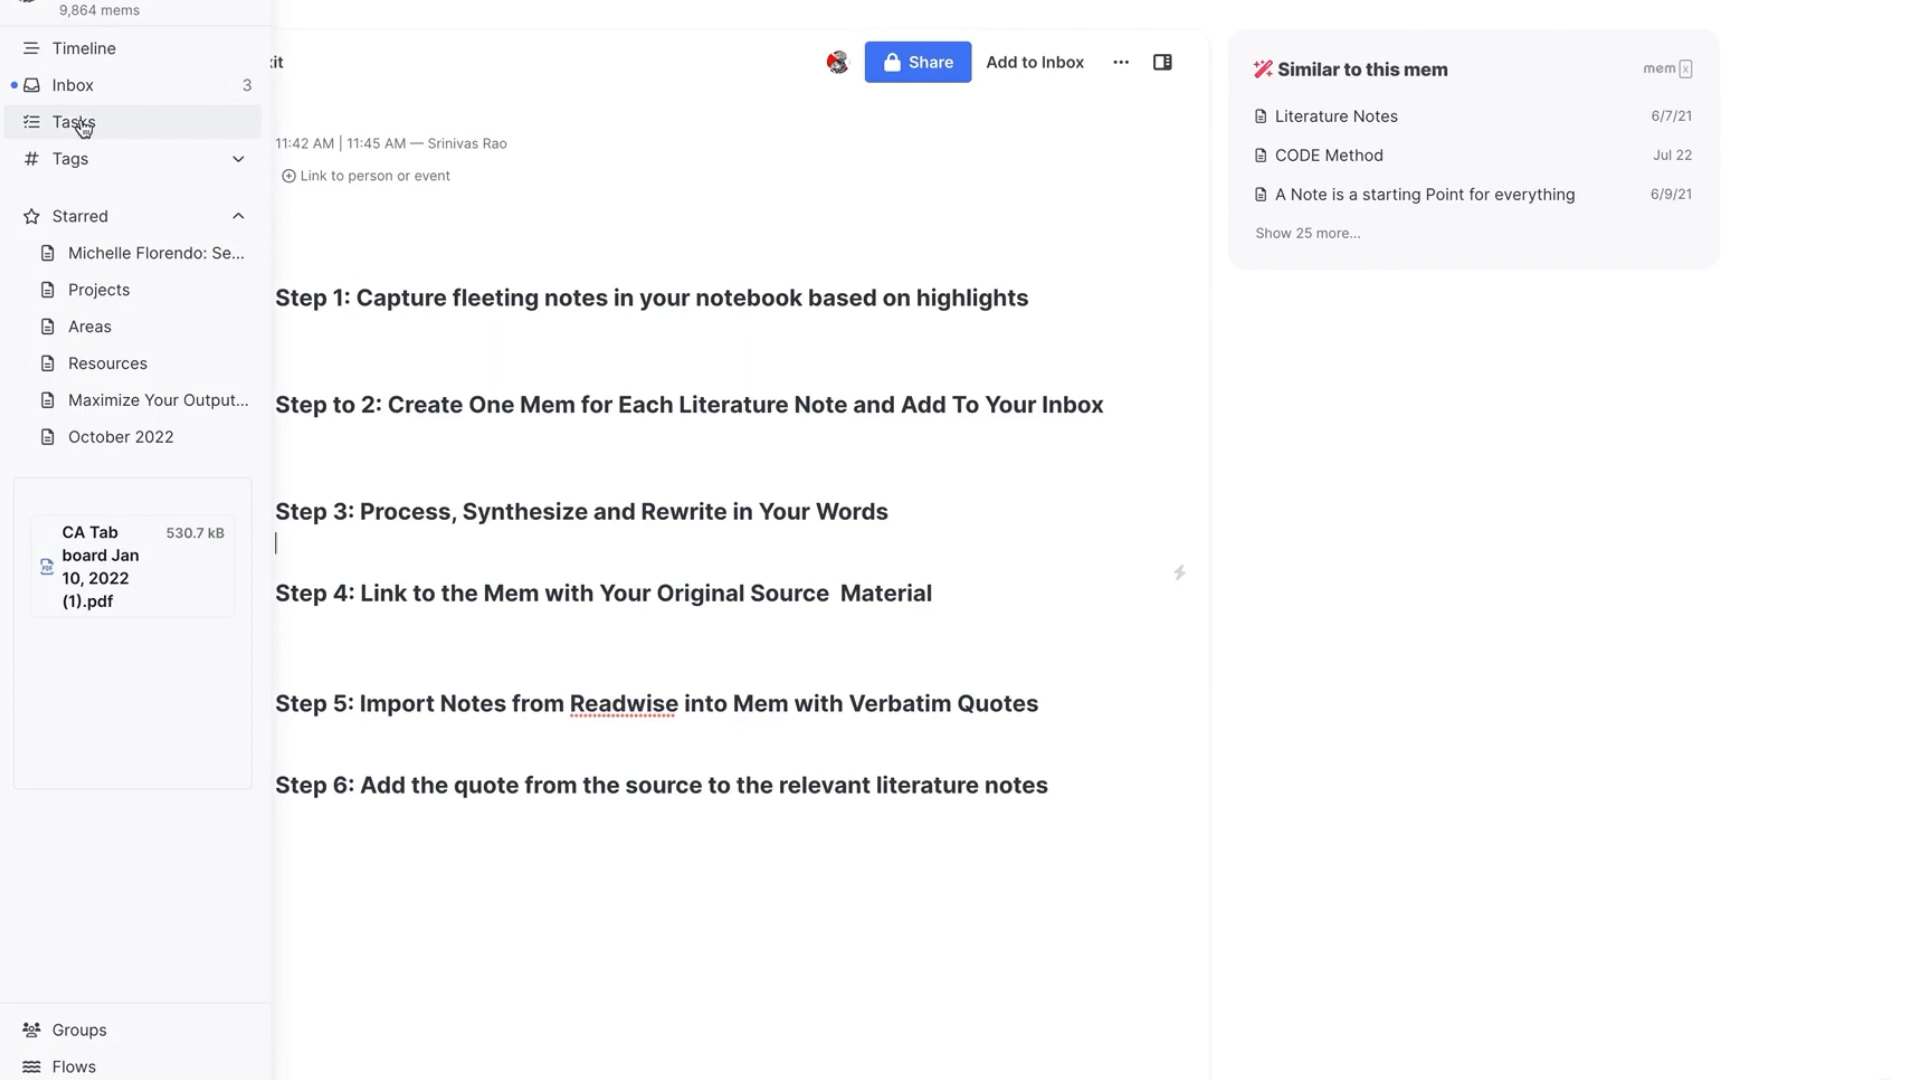 9,864 mems
Timeline
Inbox 3
Tasks
Tags
Starred
Michelle Florendo: Se...
Projects
Areas
Resources
Maximize Your Output...
October 2022
CA Tab 530.7 kB
board Jan
10, 2022
(1).pdf
PDF
Groups
Flows
Share
Add to Inbox
11:42 AM | 11:45 AM — Srinivas Rao
Link to person or event
Step 1: Capture fleeting notes in your notebook based on highlights
Step to 2: Create One Mem for Each Literature Note and Add To Your Inbox
Step 3: Process, Synthesize and Rewrite in Your Words
Step 4: Link to the Mem with Your Original Source  Material
Step 5: Import Notes from Readwise into Mem with Verbatim Quotes
Step 6: Add the quote from the source to the relevant literature notes
Similar to this mem mem x
Literature Notes 6/7/21
CODE Method Jul 22
A Note is a starting Point for everything 6/9/21
Show 25 more...